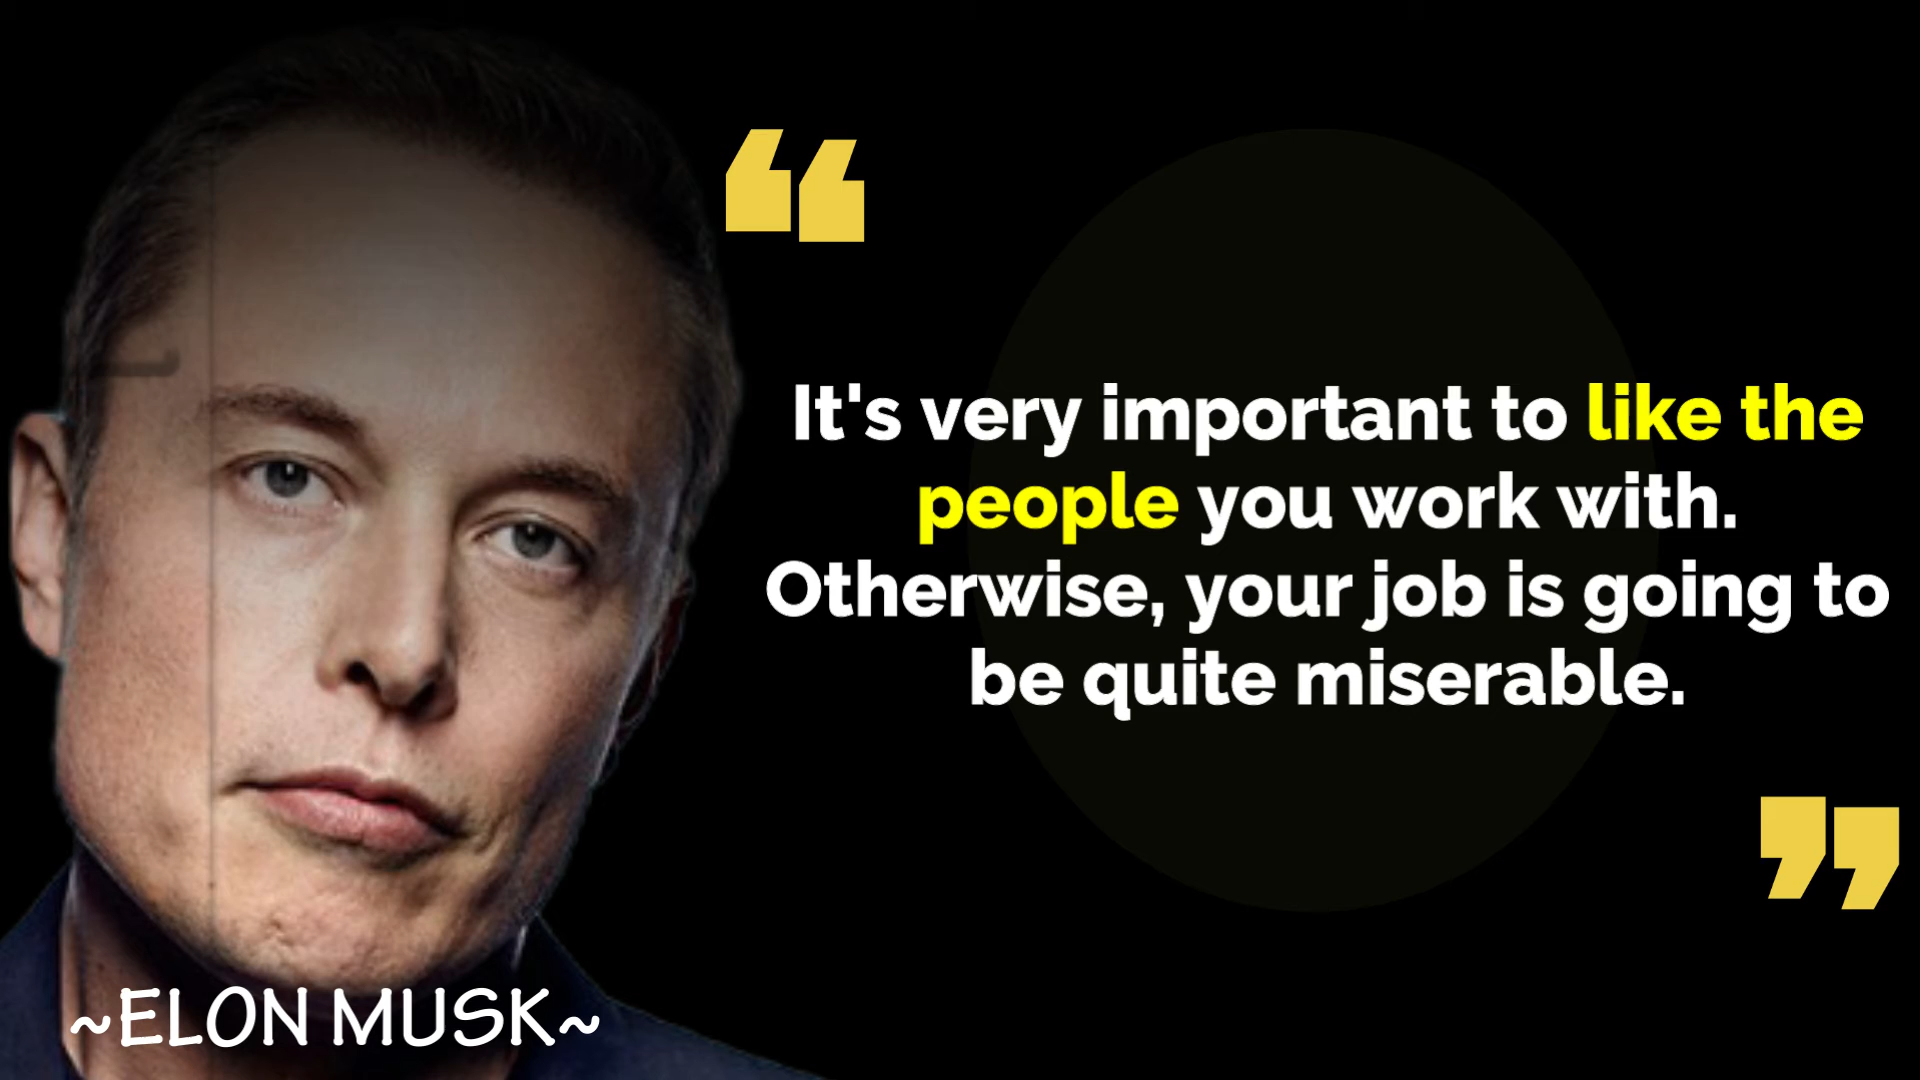 “
It's very important to like the
people you work with.
Otherwise, your job is going to
be quite miserable.
”
~ELON MUSK~